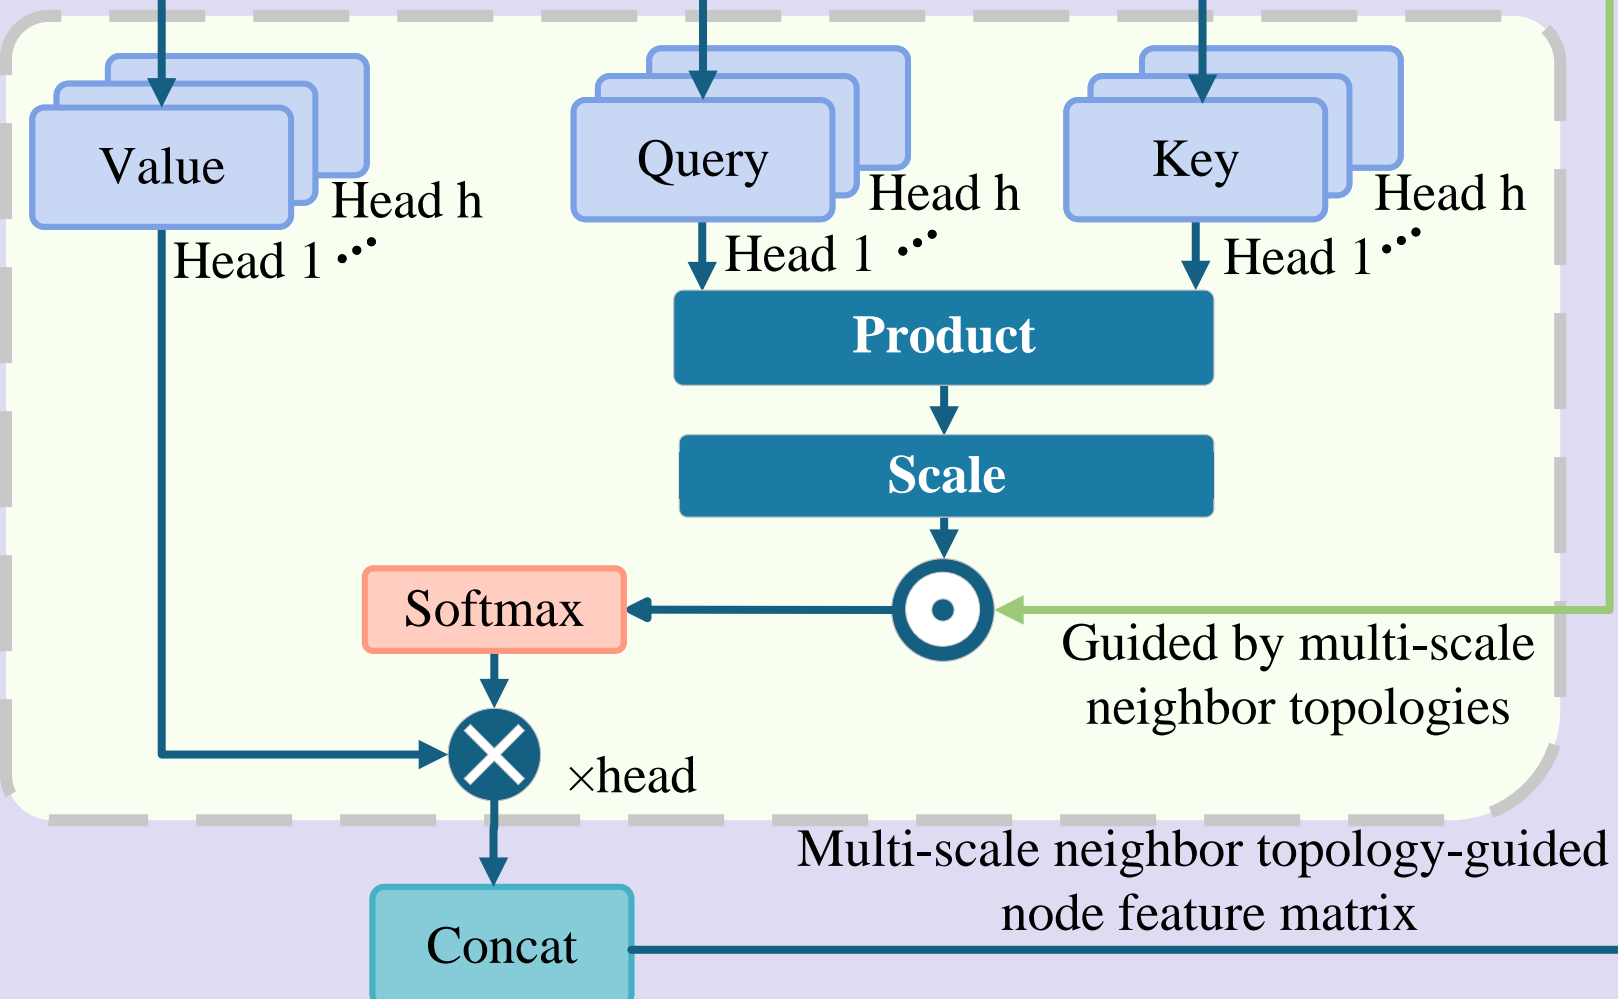 Value
Query
Key
Head h
Head h
Head h
Head 1
Head 1
Head 1
Product
Scale
Softmax
Guided by multi-scale
neighbor topologies
×head
Multi-scale neighbor topology-guided
node feature matrix
Concat